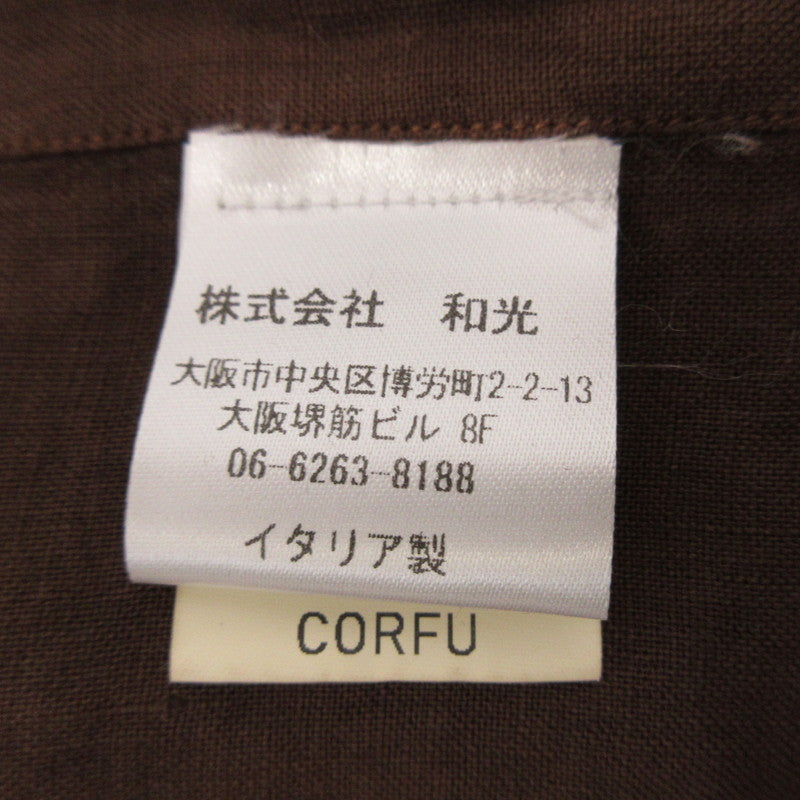 株式会社　和光
大阪市中央区博労町2-2-13
大阪堺筋ビル 8F
06-6263-8188
イタリア製
CORFU